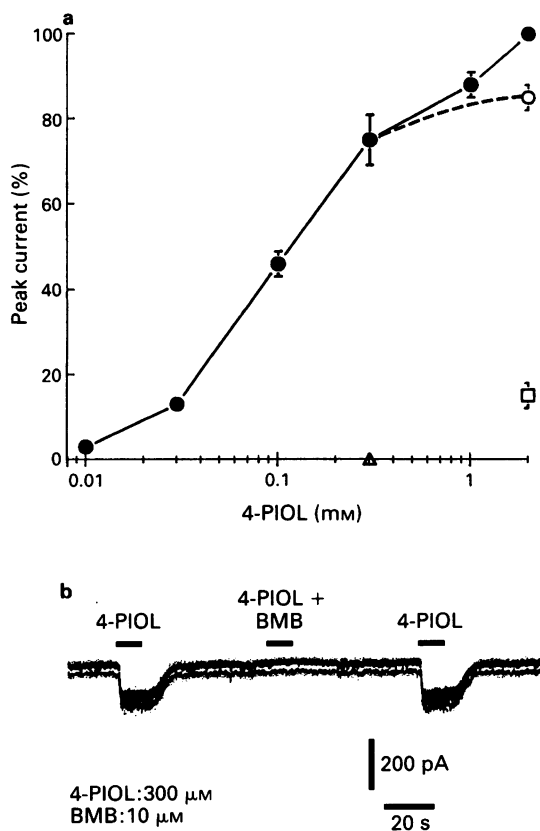 a
100
80
60
40
20
0
Peak current (%)
0.01 0.1 1
4-PIOL (mM)
b
4-PIOL 4-PIOL + BMB 4-PIOL
200 pA
20 s
4-PIOL:300 μM
BMB:10 μM